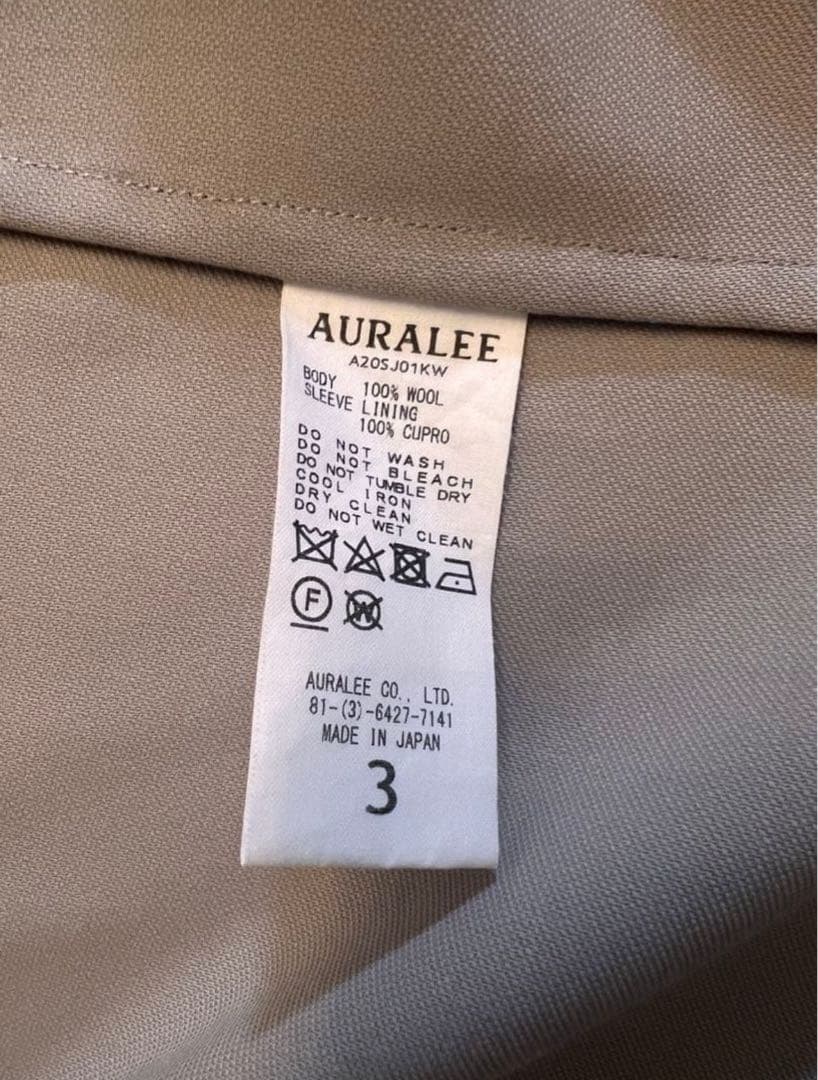 AURALEE
A20SJ01KW
BODY 100% WOOL
SLEEVE LINING
100% CUPRO
DO NOT WASH
DO NOT BLEACH
DO NOT TUMBLE DRY
COOL IRON
DRY CLEAN
DO NOT WET CLEAN
F W
AURALEE CO., LTD.
81-(3)-6427-7141
MADE IN JAPAN
3